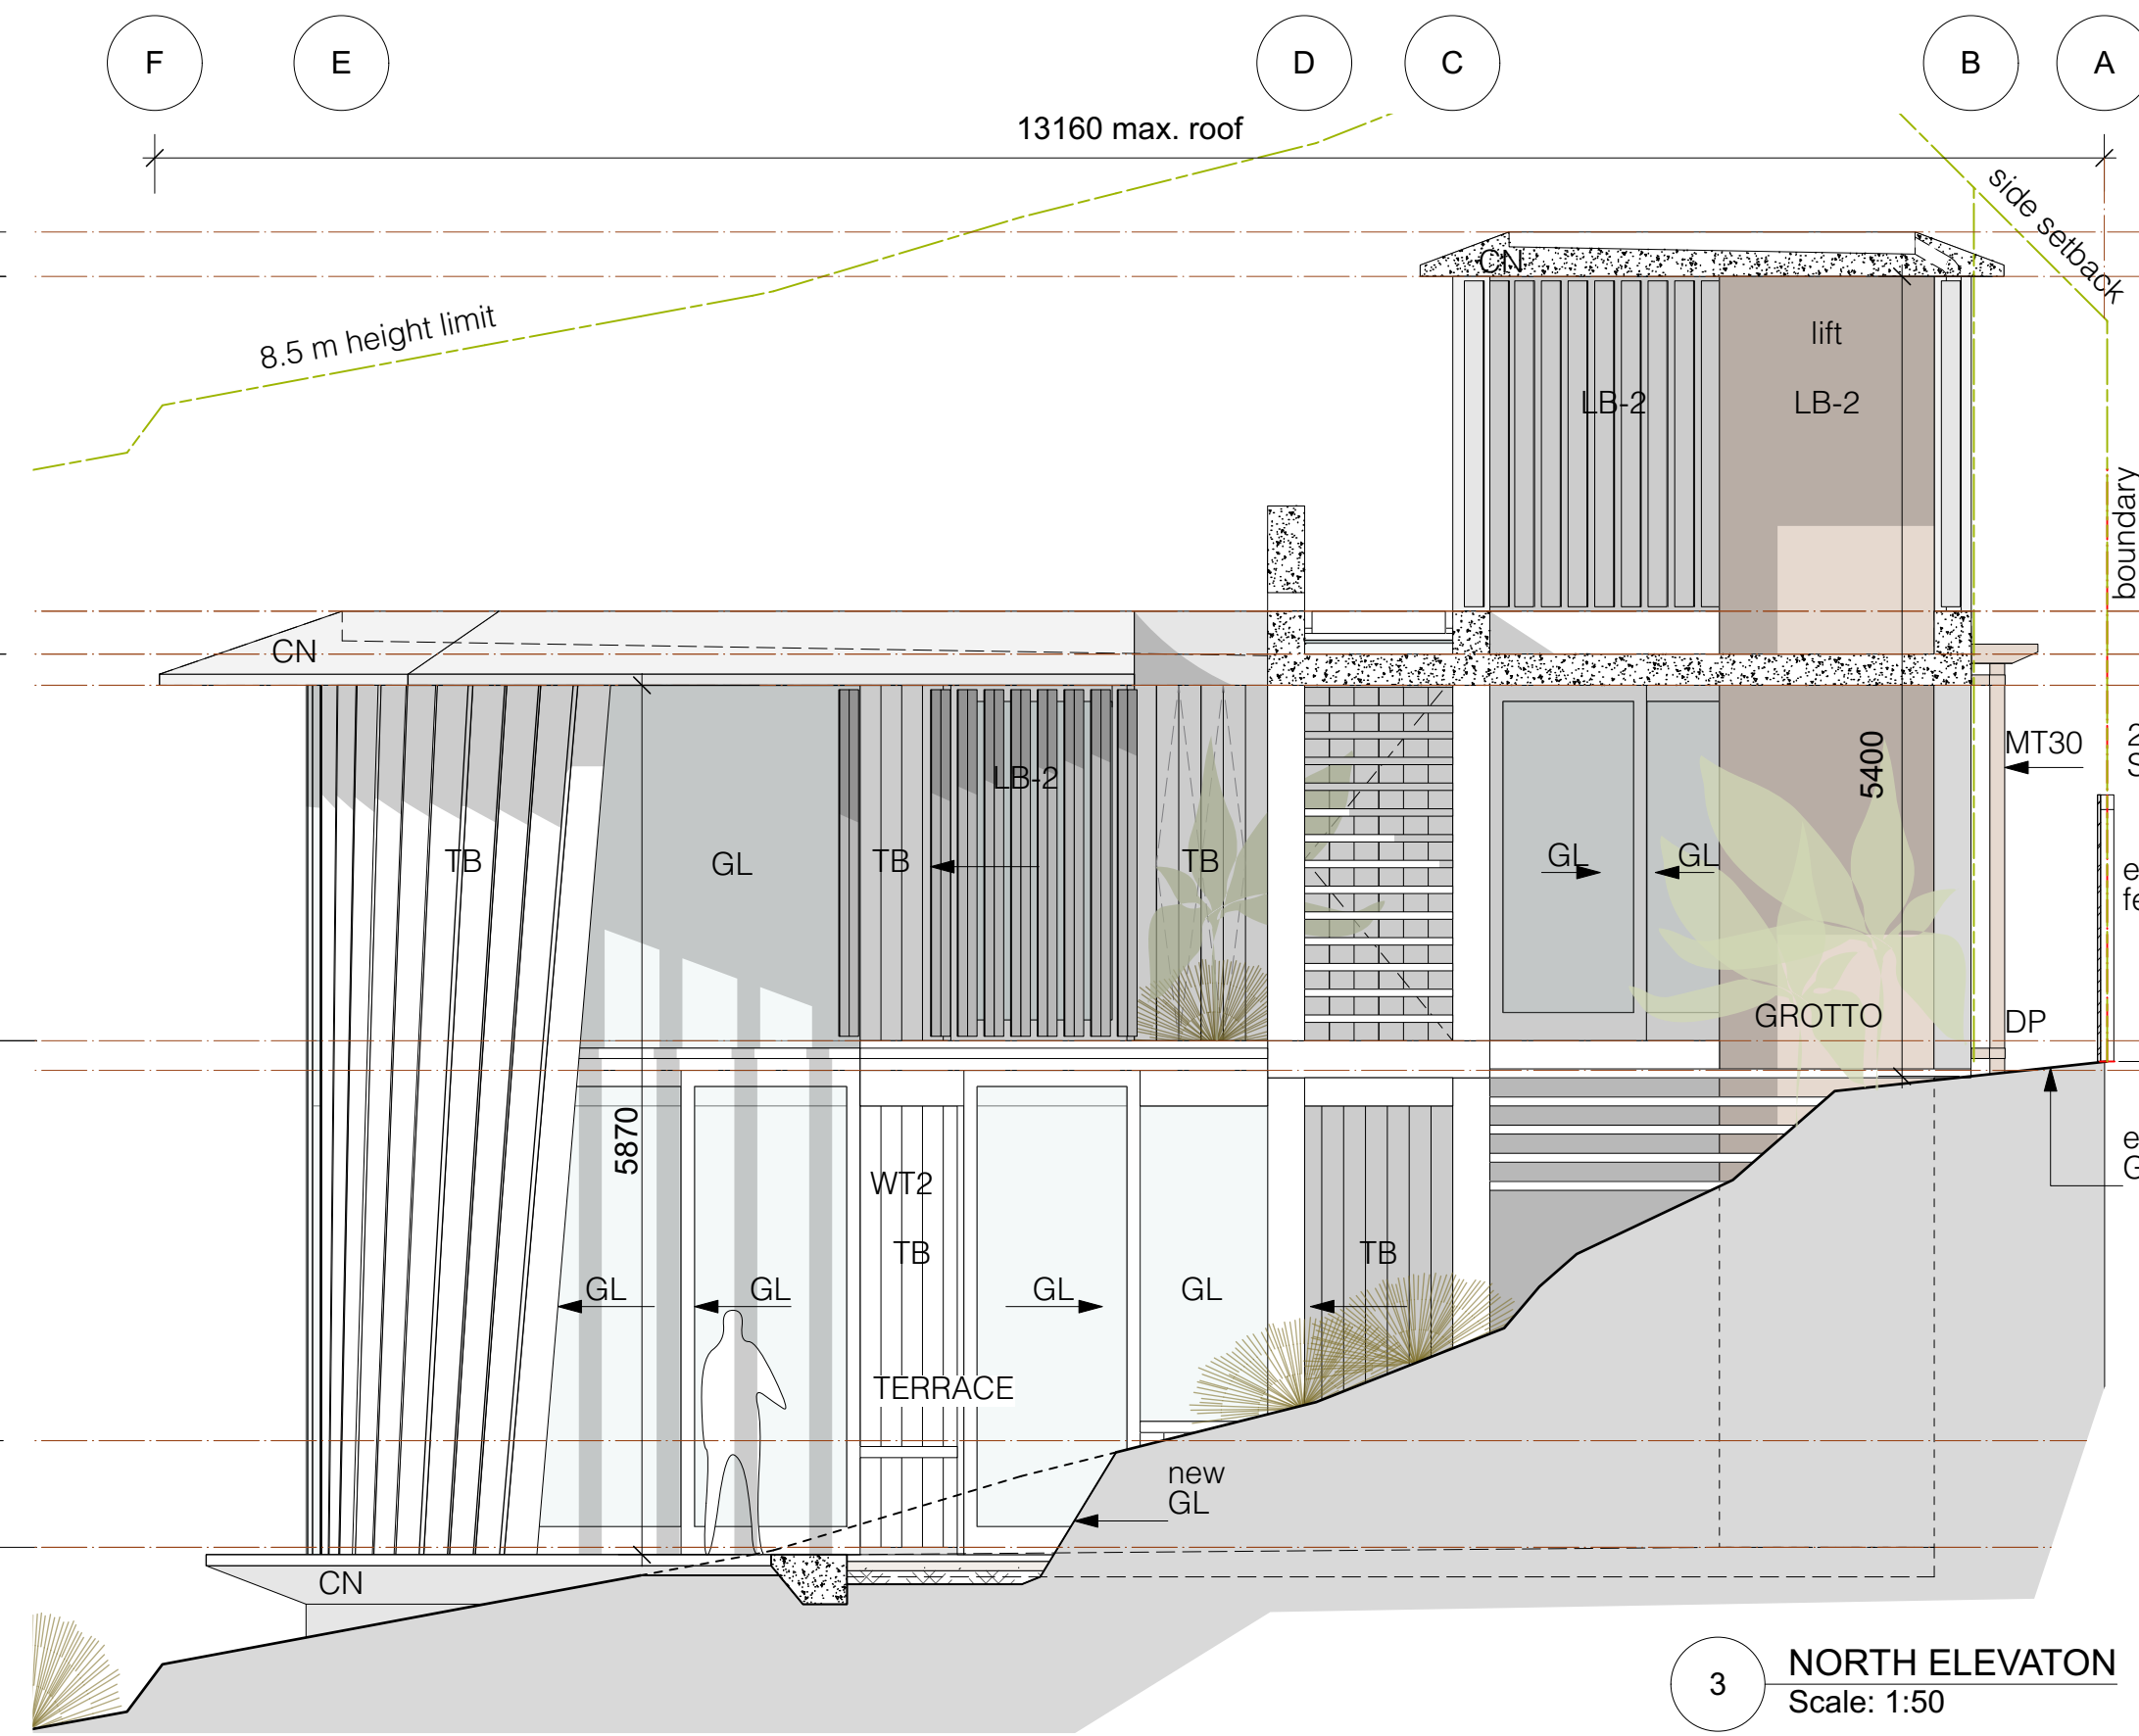 F
E
D
C
B
A
13160 max. roof
side setback
8.5 m height limit
CN
lift
LB-2
LB-2
boundary
CN
MT30
LB-2
5400
TB
GL
TB
TB
GL
GL
GROTTO
DP
5870
WT2
TB
TB
GL
GL
GL
GL
TERRACE
new
GL
CN
3
NORTH ELEVATON
Scale: 1:50